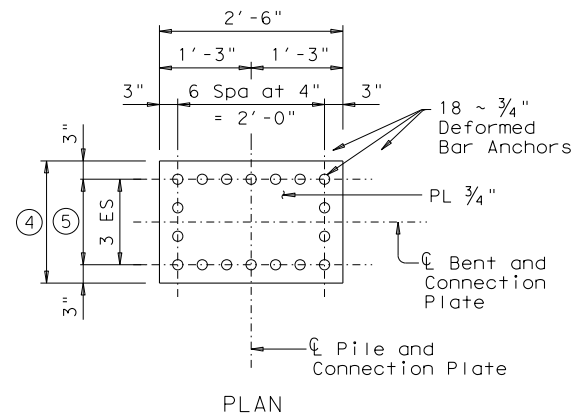 2'-6"
1'-3" 1'-3"
3" 6 Spa at 4" 3"
= 2'-0"
18 ~ ¾"
Deformed
Bar Anchors
3"
PL ¾"
4 5 3 ES
℄ Bent and
Connection
Plate
3"
℄ Pile and
Connection Plate
PLAN